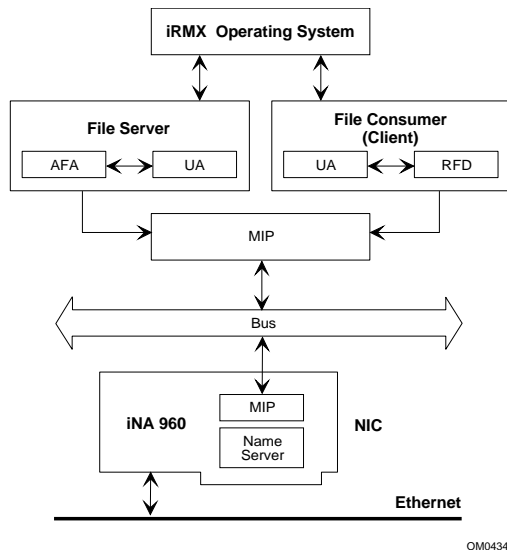 iRMX Operating System
File Server
AFA
UA
File Consumer
(Client)
UA
RFD
MIP
Bus
iNA 960
MIP
Name
Server
NIC
Ethernet
OM04347